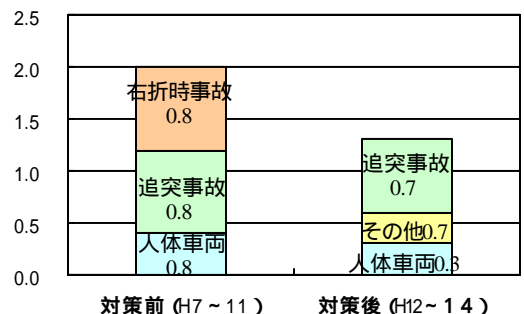 2.5
2.0
1.5
1.0
0.5
0.0
右折時事故
0.8
追突事故
0.8
人体車両
0.8
追突事故
0.7
その他0.7
人体車両0.3
対策前 (H7~11)
対策後 (H12~14)